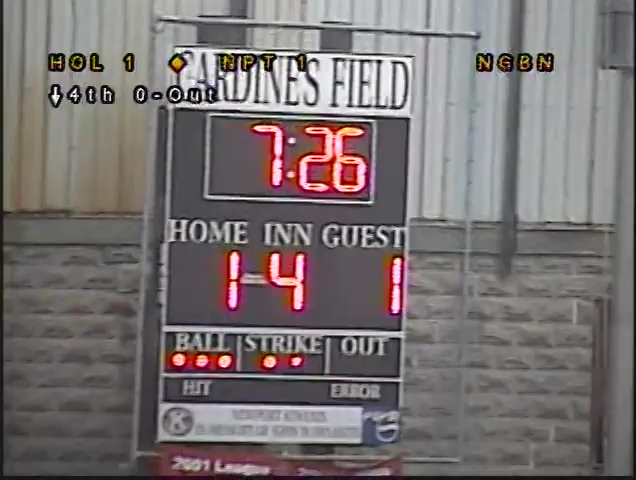 HOL 1 NPT 1 NGBN
4th 0-Out
CARDINES FIELD
7:26
HOME INN GUEST
1 4 1
BALL STRIKE OUT
HIT ERROR
2001 League